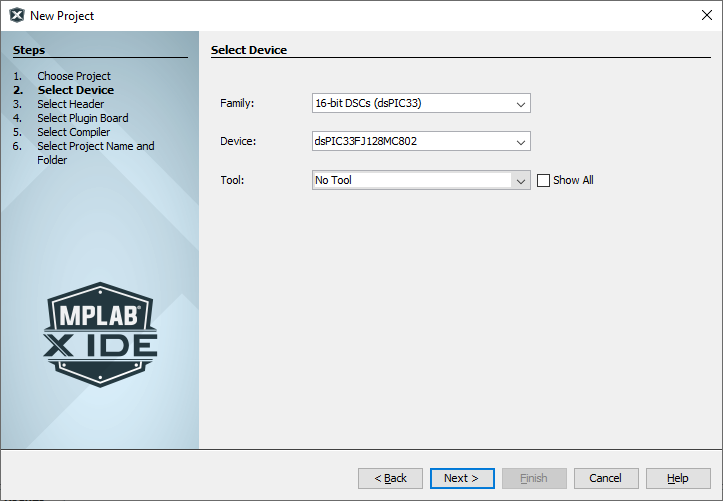 New Project
Steps
1. Choose Project
2. Select Device
3. Select Header
4. Select Plugin Board
5. Select Compiler
6. Select Project Name and
Folder
MPLAB®
X IDE
Select Device
Family: 16-bit DSCs (dsPIC33)
Device: dsPIC33FJ128MC802
Tool: No Tool Show All
< Back Next > Finish Cancel Help